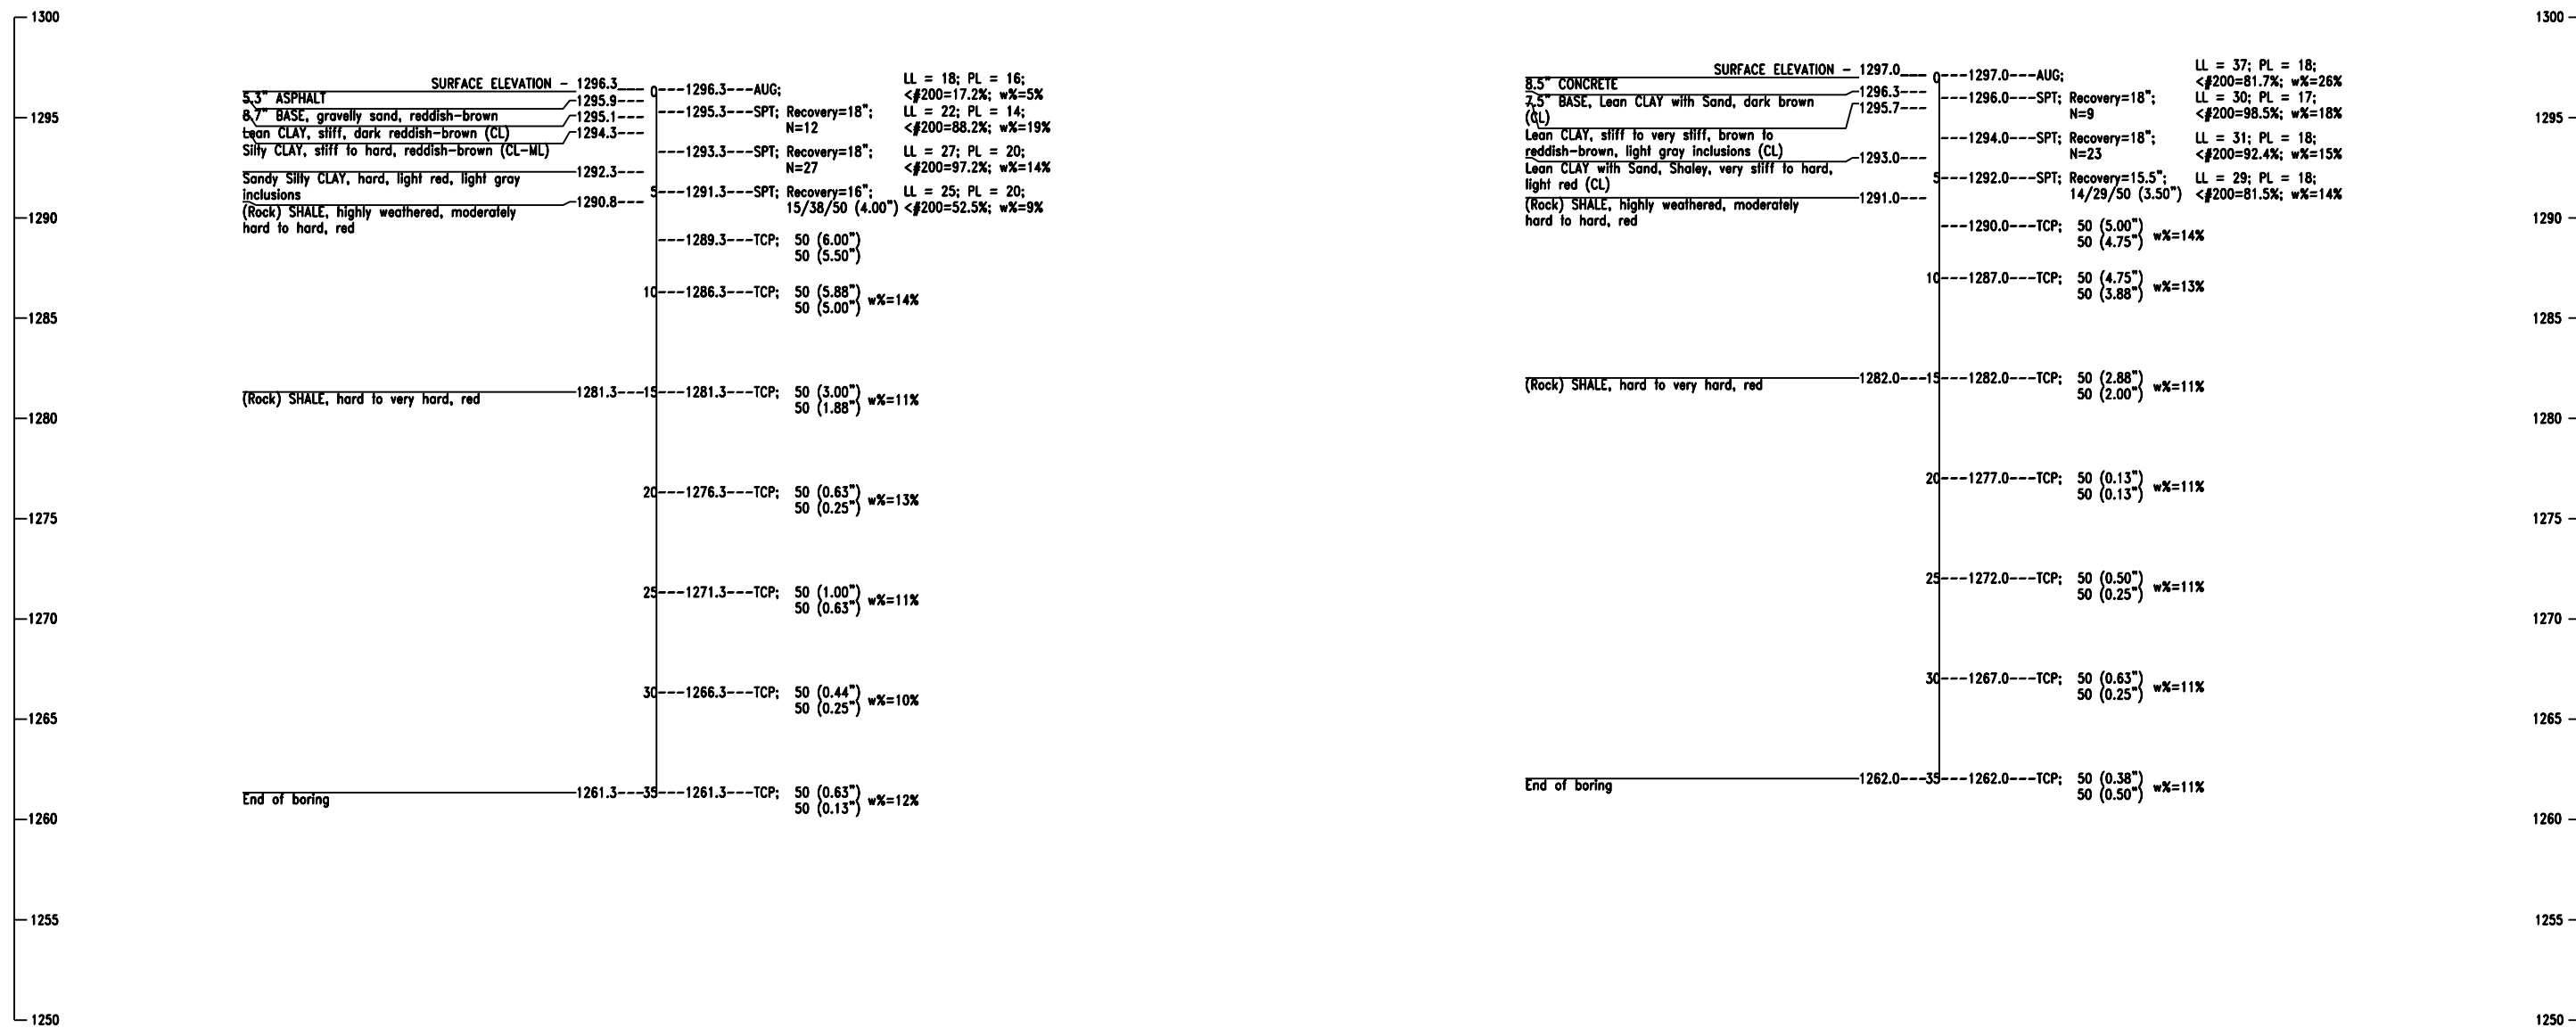 1300
1295
1290
1285
1280
1275
1270
1265
1260
1255
1250
SURFACE ELEVATION - 1296.3
5.3" ASPHALT
1295.9---
8.7" BASE, gravelly sand, reddish-brown
1295.1---
Lean CLAY, stiff, dark reddish-brown (CL)
1294.3---
Silty CLAY, stiff to hard, reddish-brown (CL-ML)
1292.3---
Sandy Silty CLAY, hard, light red, light gray
inclusions
1290.8---
(Rock) SHALE, highly weathered, moderately
hard to hard, red
1281.3---15
(Rock) SHALE, hard to very hard, red
1261.3---35
End of boring
0---1296.3---AUG;
LL = 18; PL = 16;
<#200=17.2%; w%=5%
---1295.3---SPT; Recovery=18"; LL = 22; PL = 14;
N=12 <#200=88.2%; w%=19%
---1293.3---SPT; Recovery=18"; LL = 27; PL = 20;
N=27 <#200=97.2%; w%=14%
5---1291.3---SPT; Recovery=16"; LL = 25; PL = 20;
15/38/50 (4.00") <#200=52.5%; w%=9%
---1289.3---TCP; 50 (6.00")
50 (5.50")
10---1286.3---TCP; 50 (5.88")
50 (5.00") w%=14%
---1281.3---TCP; 50 (3.00")
50 (1.88") w%=11%
20---1276.3---TCP; 50 (0.63")
50 (0.25") w%=13%
25---1271.3---TCP; 50 (1.00")
50 (0.63") w%=11%
30---1266.3---TCP; 50 (0.44")
50 (0.25") w%=10%
---1261.3---TCP; 50 (0.63")
50 (0.13") w%=12%
SURFACE ELEVATION - 1297.0
8.5" CONCRETE
1296.3---
7.5" BASE, Lean CLAY with Sand, dark brown
(CL)
1295.7---
Lean CLAY, stiff to very stiff, brown to
reddish-brown, light gray inclusions (CL)
1293.0---
Lean CLAY with Sand, Shaley, very stiff to hard,
light red (CL)
1291.0---
(Rock) SHALE, highly weathered, moderately
hard to hard, red
1282.0---15
(Rock) SHALE, hard to very hard, red
1262.0---35
End of boring
0---1297.0---AUG;
LL = 37; PL = 18;
<#200=81.7%; w%=26%
---1296.0---SPT; Recovery=18"; LL = 30; PL = 17;
N=9 <#200=98.5%; w%=18%
---1294.0---SPT; Recovery=18"; LL = 31; PL = 18;
N=23 <#200=92.4%; w%=15%
5---1292.0---SPT; Recovery=15.5"; LL = 29; PL = 18;
14/29/50 (3.50") <#200=81.5%; w%=14%
---1290.0---TCP; 50 (5.00")
50 (4.75") w%=14%
10---1287.0---TCP; 50 (4.75")
50 (3.88") w%=13%
---1282.0---TCP; 50 (2.88")
50 (2.00") w%=11%
20---1277.0---TCP; 50 (0.13")
50 (0.13") w%=11%
25---1272.0---TCP; 50 (0.50")
50 (0.25") w%=11%
30---1267.0---TCP; 50 (0.63")
50 (0.25") w%=11%
---1262.0---TCP; 50 (0.38")
50 (0.50") w%=11%
1300
1295
1290
1285
1280
1275
1270
1265
1260
1255
1250